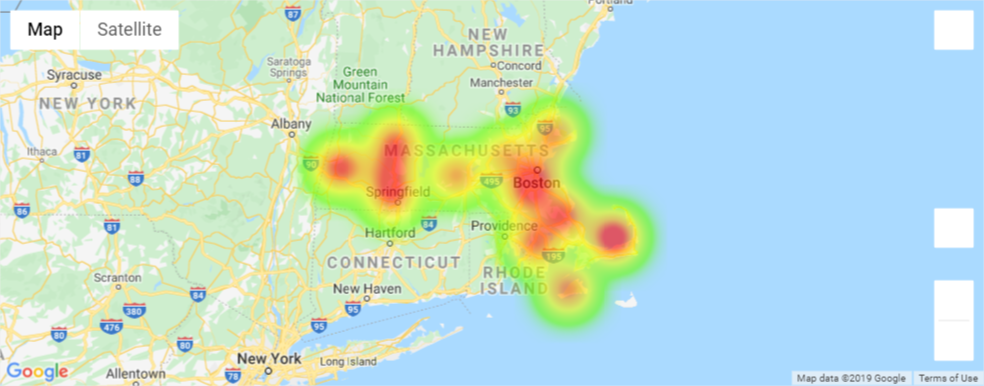 Portland
87
Map Satellite
NEW
HAMPSHIRE
Saratoga
Springs
Concord
Syracuse
Green
Mountain
National Forest
Manchester
NEW YORK
93
Albany
95
Ithaca
81
90
MASSACHUSETTS
88
495
Boston
Springfield
86
81
84
Providence
Hartford
195
CONNECTICUT
RHODE
ISLAND
Scranton
New Haven
84
380
95
476
95
80
80
New York
Long Island
Google
Allentown
78
Map data ©2019 Google Terms of Use